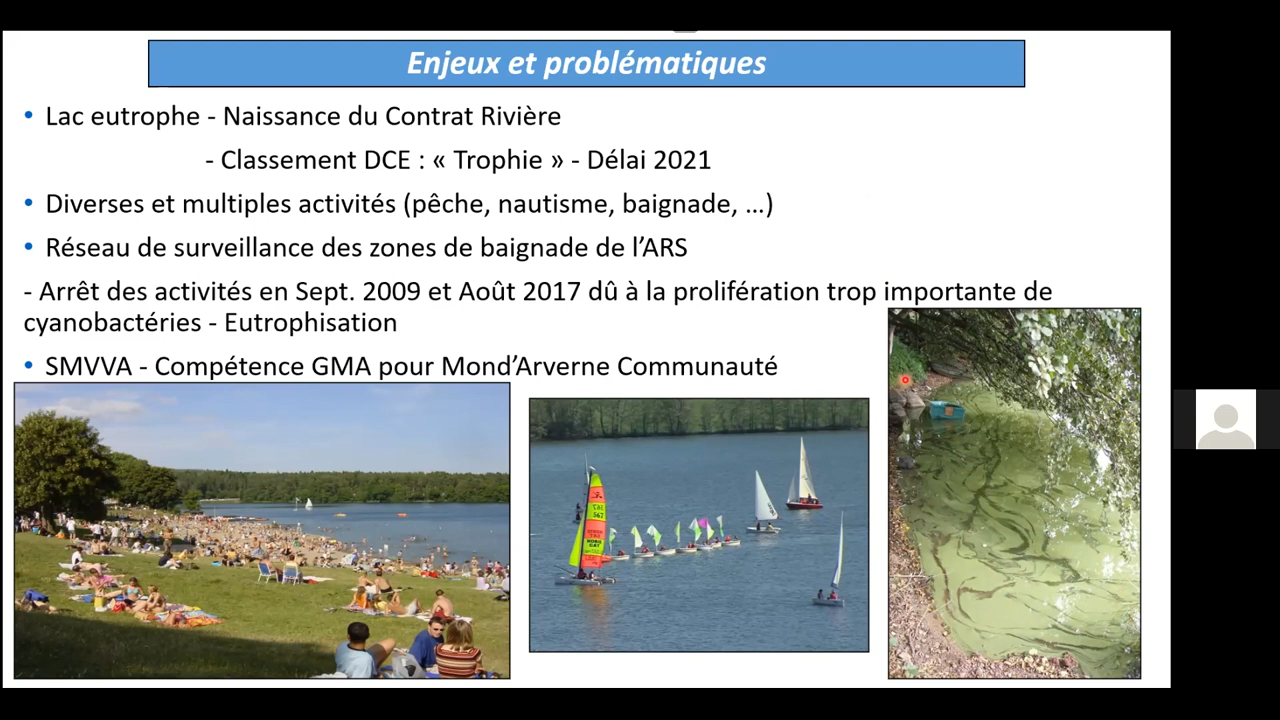 Enjeux et problématiques
• Lac eutrophe - Naissance du Contrat Rivière
- Classement DCE : « Trophie » - Délai 2021
• Diverses et multiples activités (pêche, nautisme, baignade, ...)
• Réseau de surveillance des zones de baignade de l'ARS
- Arrêt des activités en Sept. 2009 et Août 2017 dû à la prolifération trop importante de
cyanobactéries - Eutrophisation
• SMVVA - Compétence GMA pour Mond'Arverne Communauté